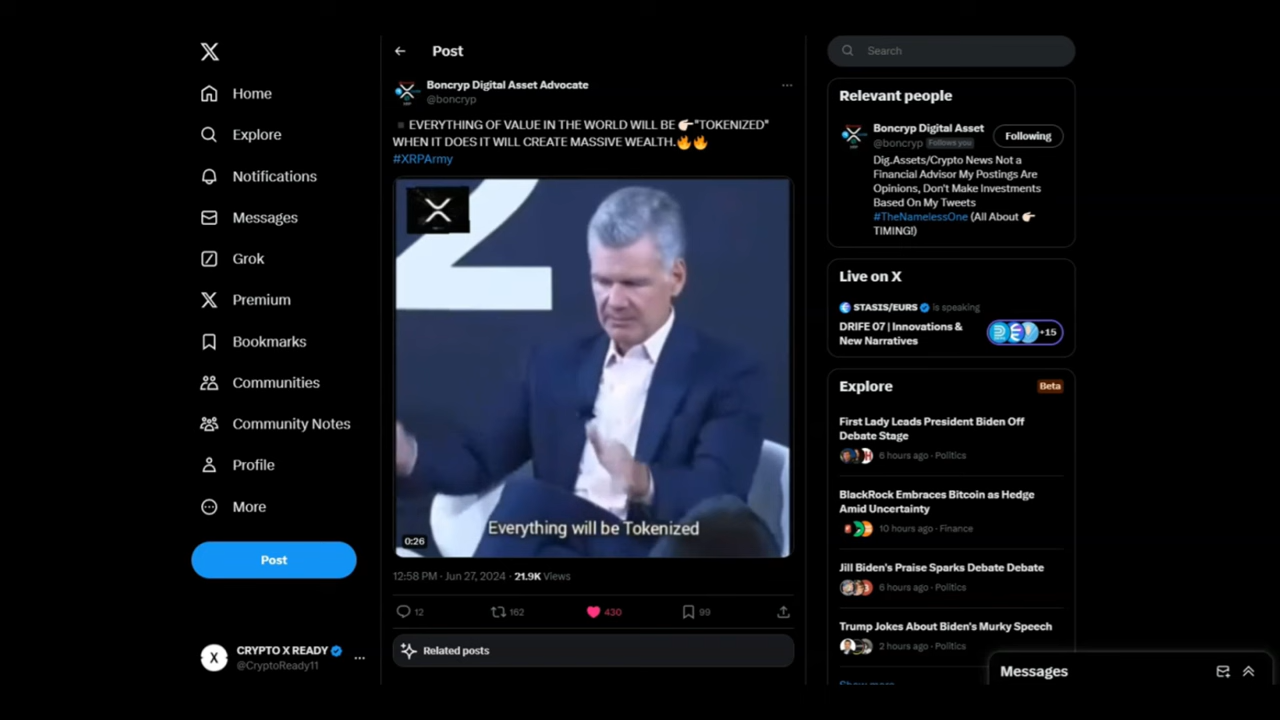 Home
Explore
Notifications
Messages
Grok
Premium
Bookmarks
Communities
Community Notes
Profile
More
Post
CRYPTO X READY
@CryptoReady11
Post
Boncryp Digital Asset Advocate
@boncryp
EVERYTHING OF VALUE IN THE WORLD WILL BE 👉🏻"TOKENIZED"
WHEN IT DOES IT WILL CREATE MASSIVE WEALTH.🔥🔥
#XRPArmy
Everything will be Tokenized
0:26
12:58 PM · Jun 27, 2024 · 21.9K Views
12 162 430 99
Related posts
Search
Relevant people
Boncryp Digital Asset
@boncryp Follows you
Following
Dig.Assets/Crypto News Not a
Financial Advisor My Postings Are
Opinions, Don't Make Investments
Based On My Tweets
#TheNamelessOne (All About 👉🏻
TIMING!)
Live on X
STASIS/EURS is speaking
DRIFE 07 | Innovations &
New Narratives
+15
Explore
Beta
First Lady Leads President Biden Off
Debate Stage
6 hours ago · Politics
BlackRock Embraces Bitcoin as Hedge
Amid Uncertainty
10 hours ago · Finance
Jill Biden's Praise Sparks Debate Debate
6 hours ago · Politics
Trump Jokes About Biden's Murky Speech
2 hours ago · Politics
Messages